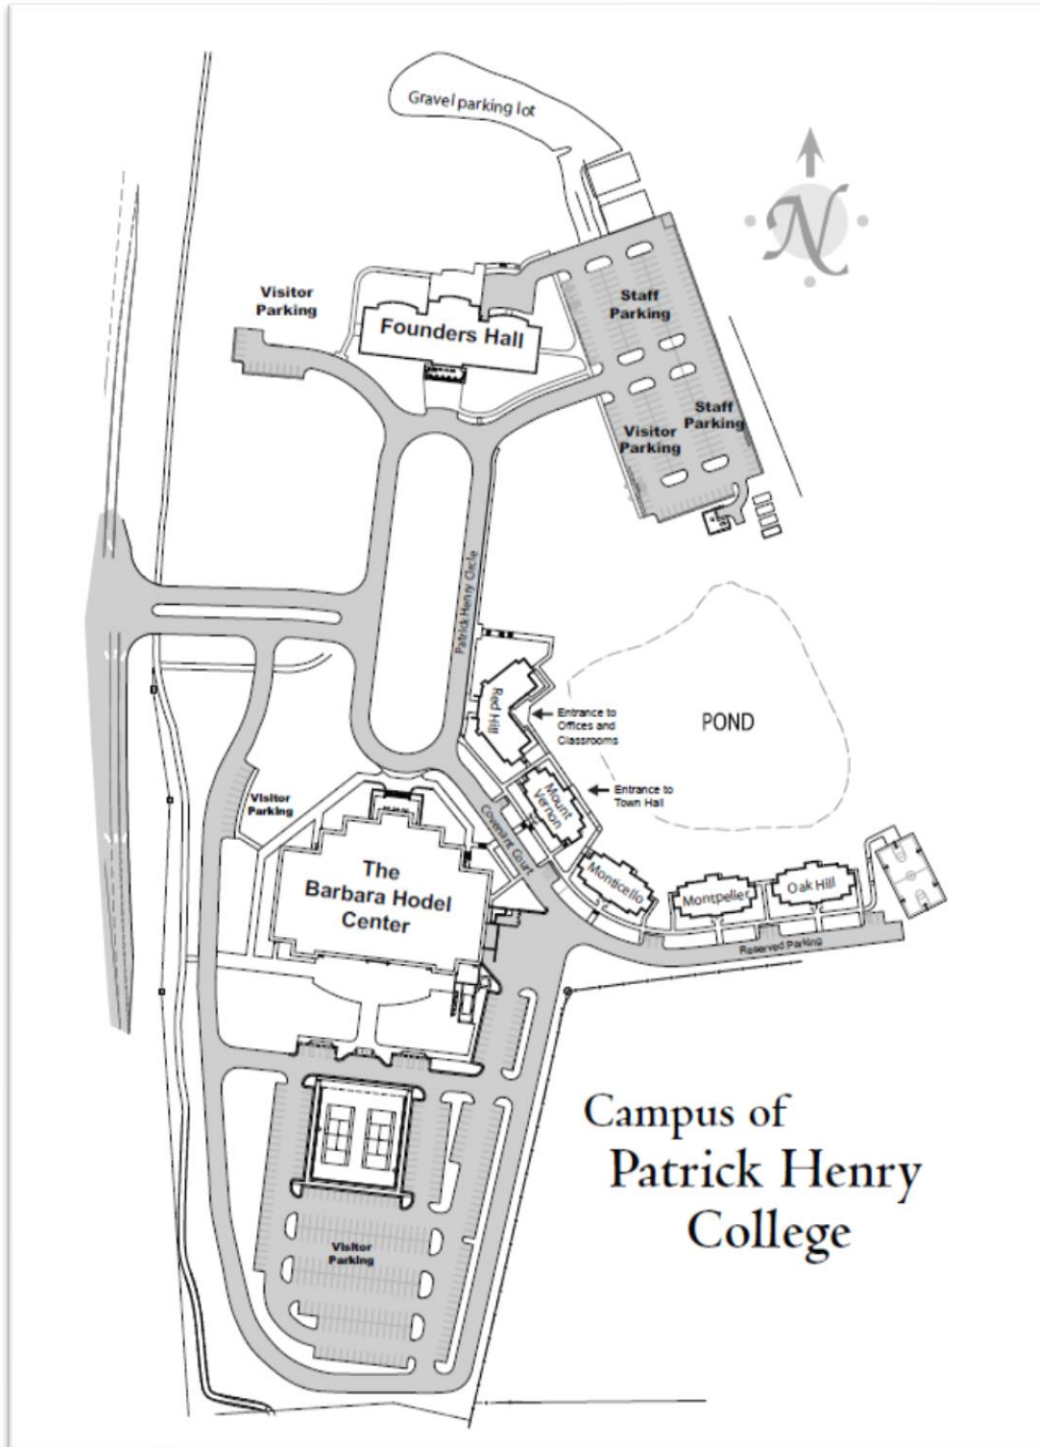 Gravel parking lot
N
Visitor
Parking
Founders Hall
Staff
Parking
Staff
Parking
Visitor
Parking
Patrick Henry Circle
Red Hill
Entrance to
Offices and
Classrooms
POND
Mount
Vernon
Entrance to
Town Hall
Visitor
Parking
Covenant Court
The
Barbara Hodel
Center
Monticello
Montpelier
Oak Hill
Reserved Parking
Campus of
Patrick Henry
College
Visitor
Parking